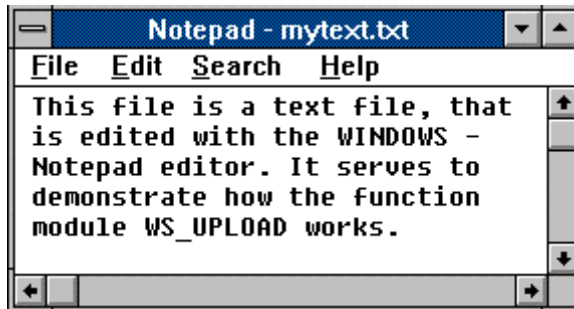 Notepad - mytext.txt
File Edit Search Help
This file is a text file, that
is edited with the WINDOWS -
Notepad editor. It serves to
demonstrate how the function
module WS_UPLOAD works.